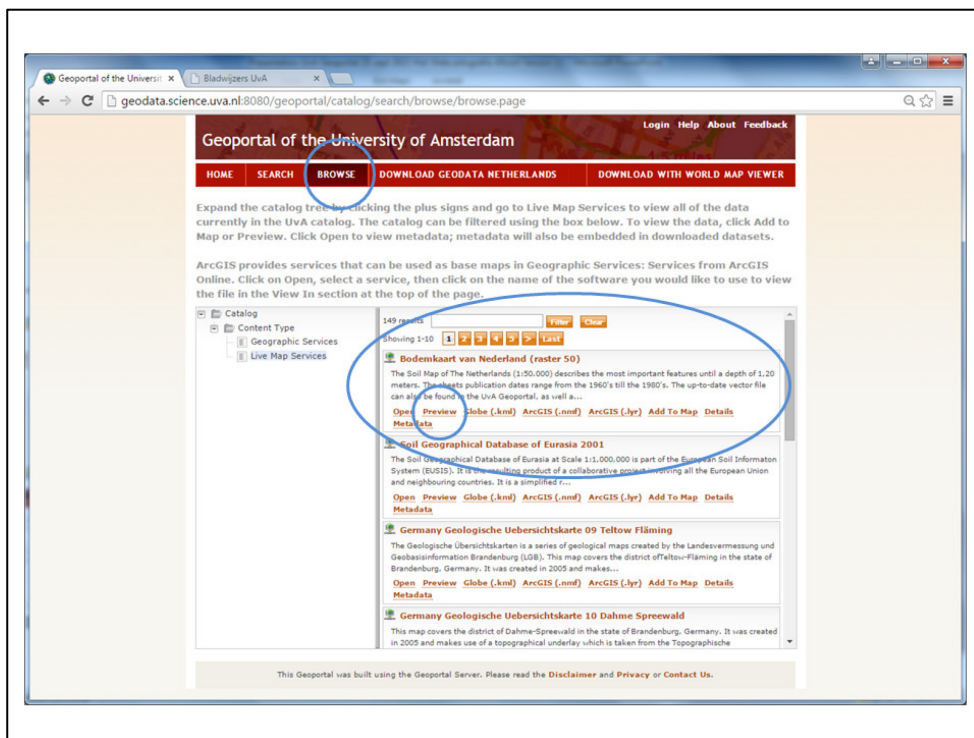 Geoportal of the Universit
Bladwijzers UvA
geodata.science.uva.nl:8080/geoportal/catalog/search/browse/browse.page
Login Help About Feedback
Geoportal of the University of Amsterdam
HOME SEARCH BROWSE DOWNLOAD GEODATA NETHERLANDS DOWNLOAD WITH WORLD MAP VIEWER
Expand the catalog tree by clicking the plus signs and go to Live Map Services to view all of the data
currently in the UvA catalog. The catalog can be filtered using the box below. To view the data, click Add to
Map or Preview. Click Open to view metadata; metadata will also be embedded in downloaded datasets.
ArcGIS provides services that can be used as base maps in Geographic Services: Services from ArcGIS
Online. Click on Open, select a service, then click on the name of the software you would like to use to view
the file in the View In section at the top of the page.
Catalog
Content Type
Geographic Services
Live Map Services
149 results Filter Clear
Showing 1-10 1 2 3 4 5 > Last
Bodemkaart van Nederland (raster 50)
The Soil Map of The Netherlands (1:50.000) describes the most important features until a depth of 1,20
meters. The sheets publication dates range from the 1960's till the 1980's. The up-to-date vector file
can also be found in the UvA Geoportal, as well a...
Open Preview Globe (.kml) ArcGIS (.nmf) ArcGIS (.lyr) Add To Map Details
Metadata
Soil Geographical Database of Eurasia 2001
The Soil Geographical Database of Eurasia at Scale 1:1,000,000 is part of the European Soil Informaton
System (EUSIS). It is the resulting product of a collaborative project involving all the European Union
and neighbouring countries. It is a simplified r...
Open Preview Globe (.kml) ArcGIS (.nmf) ArcGIS (.lyr) Add To Map Details
Metadata
Germany Geologische Uebersichtskarte 09 Teltow Fläming
The Geologische Übersichtskarten is a series of geological maps created by the Landesvermessung und
Geobasisinformation Brandenburg (LGB). This map covers the district ofTeltow-Fläming in the state of
Brandenburg, Germany. It was created in 2005 and makes...
Open Preview Globe (.kml) ArcGIS (.nmf) ArcGIS (.lyr) Add To Map Details
Metadata
Germany Geologische Uebersichtskarte 10 Dahme Spreewald
This map covers the district of Dahme-Spreewald in the state of Brandenburg, Germany. It was created
in 2005 and makes use of a topographical underlay which is taken from the Topographische
This Geoportal was built using the Geoportal Server. Please read the Disclaimer and Privacy or Contact Us.